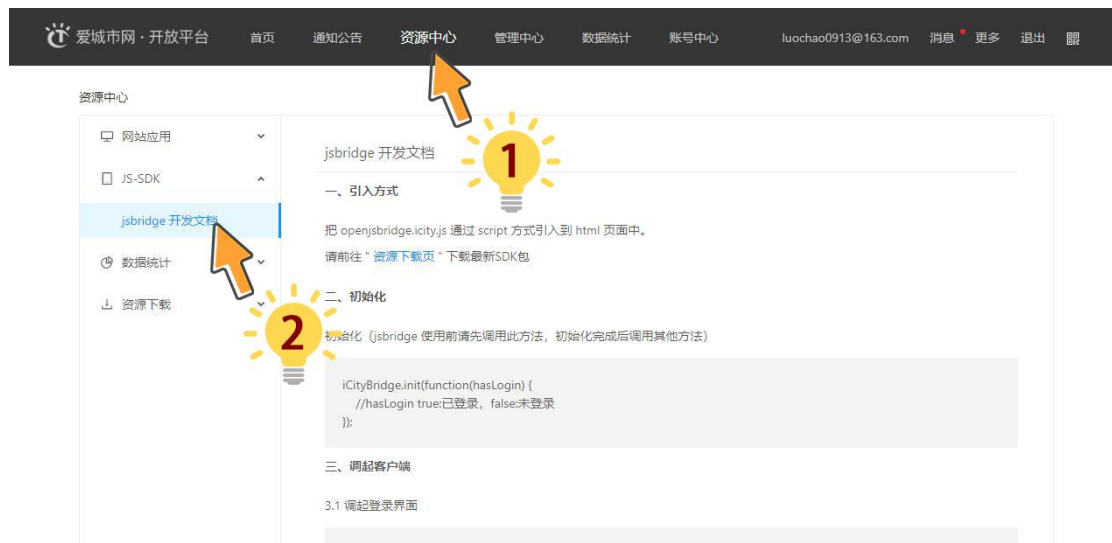 爱城市网·开放平台 首页 通知公告 资源中心 管理中心 数据统计 账号中心 luochao0913@163.com 消息 更多 退出
资源中心
网站应用
JS-SDK
jsbridge 开发文档
数据统计
资源下载
1
2
jsbridge 开发文档
一、引入方式
把 openjsbridge.icity.js 通过 script 方式引入到 html 页面中。
请前往 " 资源下载页 " 下载最新SDK包
二、初始化
初始化（jsbridge 使用前请先调用此方法，初始化完成后调用其他方法）
iCityBridge.init(function(hasLogin) {
//hasLogin true:已登录，false:未登录
});
三、调起客户端
3.1 调起登录界面